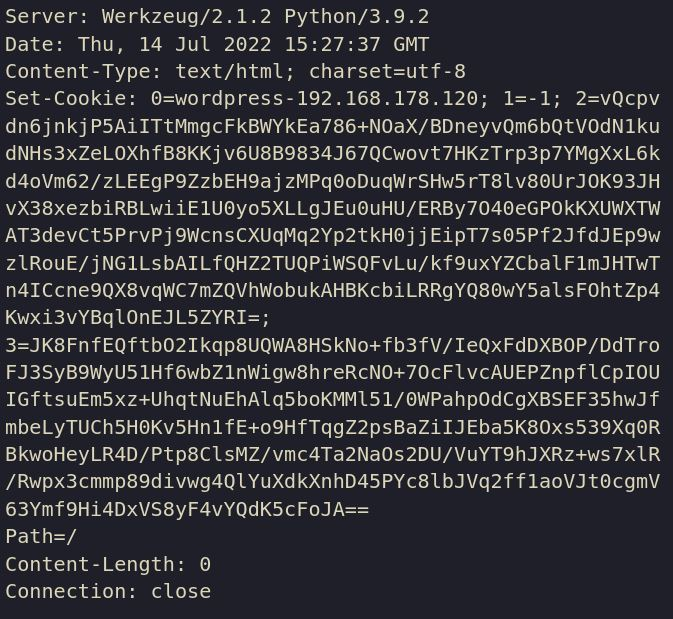 Server: Werkzeug/2.1.2 Python/3.9.2
Date: Thu, 14 Jul 2022 15:27:37 GMT
Content-Type: text/html; charset=utf-8
Set-Cookie: 0=wordpress-192.168.178.120; 1=-1; 2=vQcpv
dn6jnkjP5AiITtMmgcFkBWYkEa786+NOaX/BDneyvQm6bQtVOdN1ku
dNHs3xZeLOXhfB8KKjv6U8B9834J67QCwovt7HKzTrp3p7YMgXxL6k
d4oVm62/zLEEgP9ZzbEH9ajzMPq0oDuqWrSHw5rT8lv80UrJOK93JH
vX38xezbiRBLwiiE1U0yo5XLLgJEu0uHU/ERBy7O40eGPOkKXUWXTW
AT3devCt5PrvPj9WcnsCXUqMq2Yp2tkH0jjEipT7s05Pf2JfdJEp9w
zlRouE/jNG1LsbAILfQHZ2TUQPiWSQFvLu/kf9uxYZCbalF1mJHTwT
n4ICcne9QX8vqWC7mZQVhWobukAHBKcbiLRRgYQ80wY5alsFOhtZp4
Kwxi3vYBqlOnEJL5ZYRI=;
3=JK8FnfEQftbO2Ikqp8UQWA8HSkNo+fb3fV/IeQxFdDXBOP/DdTro
FJ3SyB9WyU51Hf6wbZ1nWigw8hreRcNO+7OcFlvcAUEPZnpflCpIOU
IGftsuEm5xz+UhqtNuEhAlq5boKMMl51/0WPahpOdCgXBSEF35hwJf
mbeLyTUCh5H0Kv5Hn1fE+o9HfTqgZ2psBaZiIJEba5K8Oxs539Xq0R
BkwoHeyLR4D/Ptp8ClsMZ/vmc4Ta2NaOs2DU/VuYT9hJXRz+ws7xlR
/Rwpx3cmmp89divwg4QlYuXdkXnhD45PYc8lbJVq2ff1aoVJt0cgmV
63Ymf9Hi4DxVS8yF4vYQdK5cFoJA==
Path=/
Content-Length: 0
Connection: close